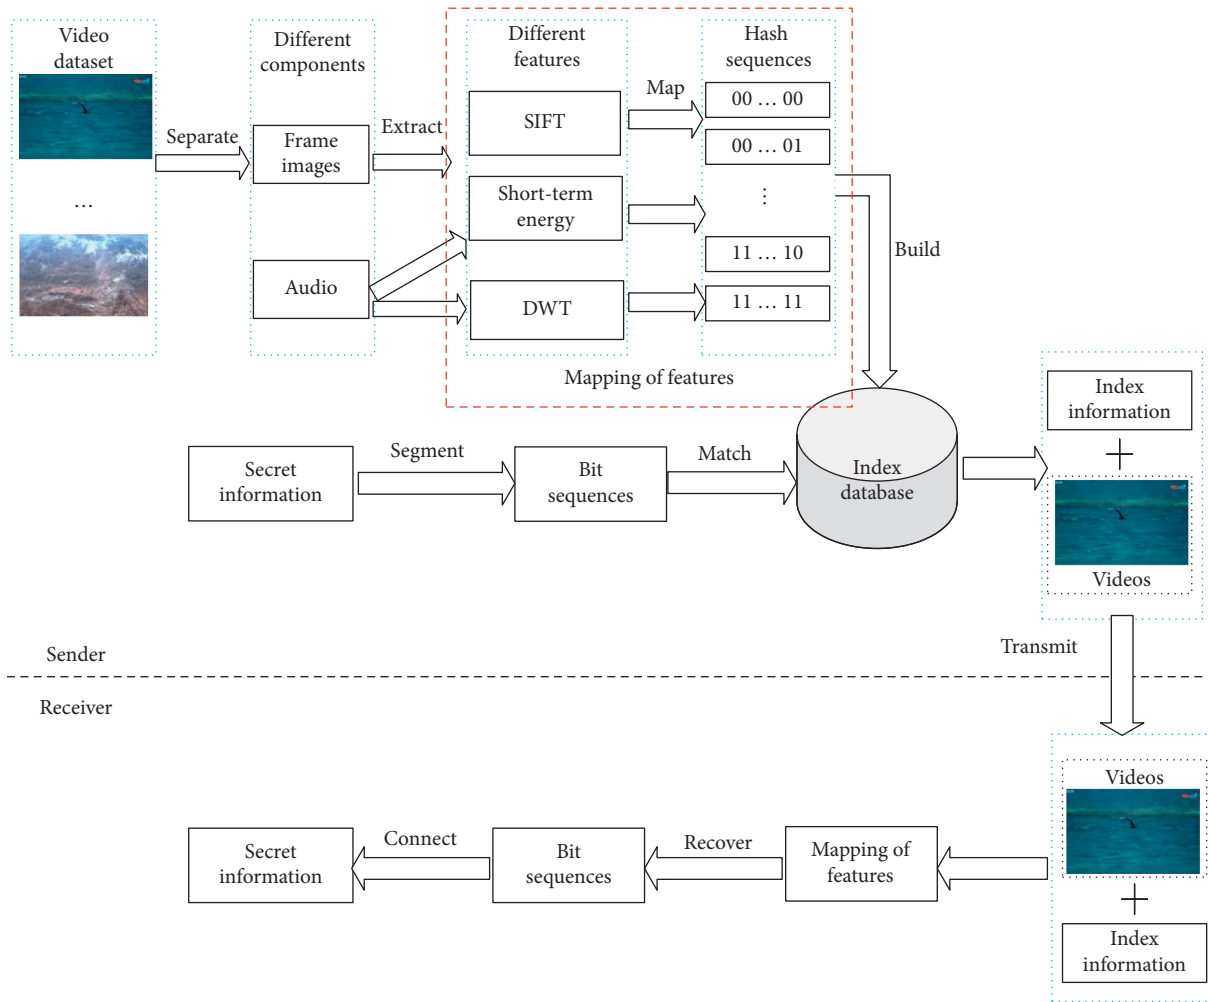 Video
dataset
Different
components
Different
features
Hash
sequences
Separate
Extract
Map
Frame
images
Audio
SIFT
Short-term
energy
DWT
00 … 00
00 … 01
⋮
11 … 10
11 … 11
…
Build
Mapping of features
Secret
information
Segment
Bit
sequences
Match
Index
database
Index
information
+
Videos
Transmit
Sender
Receiver
Videos
+
Index
information
Mapping of
features
Recover
Bit
sequences
Connect
Secret
information